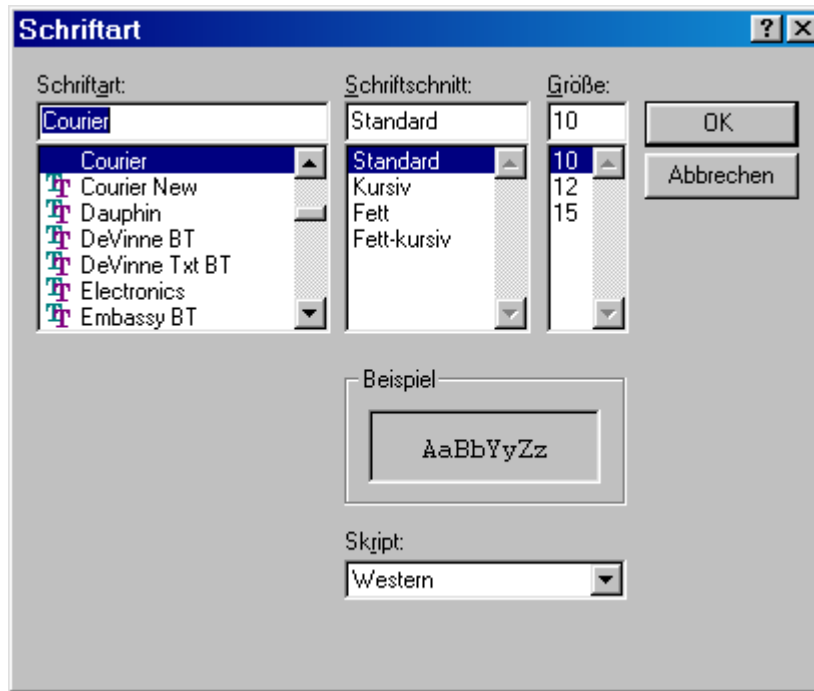 Schriftart
Schriftart:
Courier
Courier
Courier New
Dauphin
DeVinne BT
DeVinne Txt BT
Electronics
Embassy BT
Schriftschnitt:
Standard
Standard
Kursiv
Fett
Fett-kursiv
Größe:
10
10
12
15
OK
Abbrechen
Beispiel
AaBbYyZz
Skript:
Western